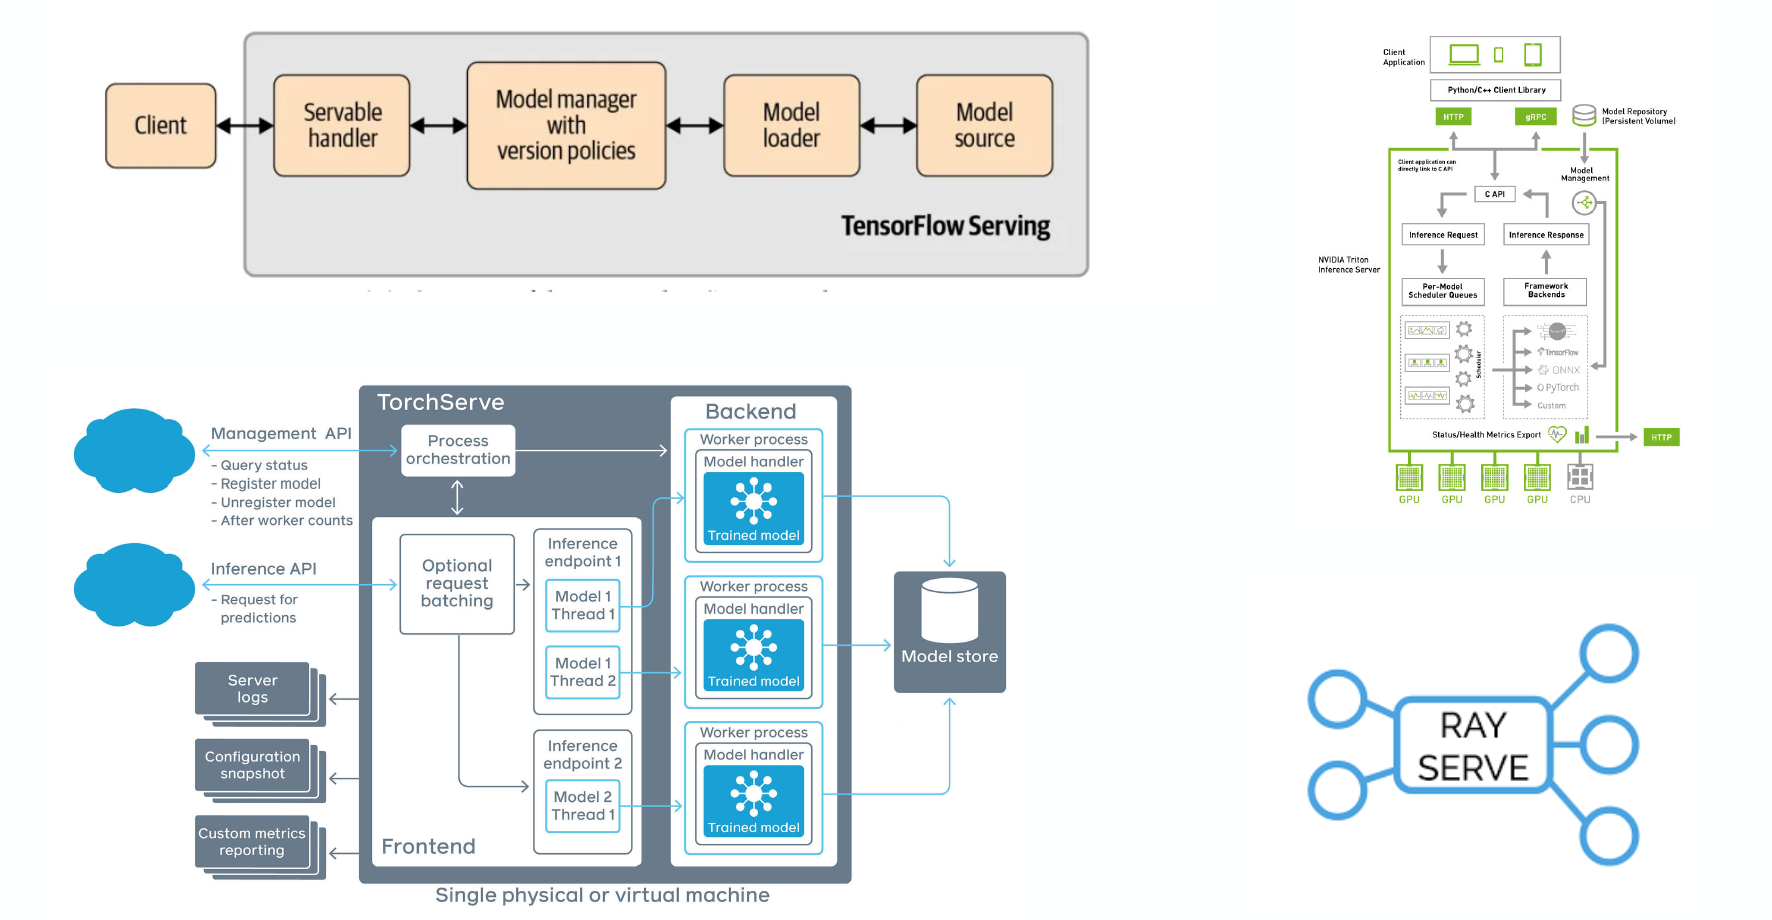 Client
Servable
handler
Model manager
with
version policies
Model
loader
Model
source
TensorFlow Serving
Client
Application
Python/C++ Client Library
HTTP
gRPC
Model Repository
(Persistent Volume)
Client application can
directly link to C API
Model
Management
C API
Inference Request
Inference Response
NVIDIA Triton
Inference Server
Per-Model
Scheduler Queues
Framework
Backends
Scheduler
TensorFlow
ONNX
PyTorch
Custom
Status/Health Metrics Export
HTTP
GPU
GPU
GPU
GPU
CPU
TorchServe
Management API
- Query status
- Register model
- Unregister model
- After worker counts
Process
orchestration
Inference API
- Request for
predictions
Optional
request
batching
Inference
endpoint 1
Model 1
Thread 1
Model 1
Thread 2
Inference
endpoint 2
Model 2
Thread 1
Frontend
Backend
Worker process
Model handler
Trained model
Worker process
Model handler
Trained model
Worker process
Model handler
Trained model
Model store
Server
logs
Configuration
snapshot
Custom metrics
reporting
Single physical or virtual machine
RAY
SERVE